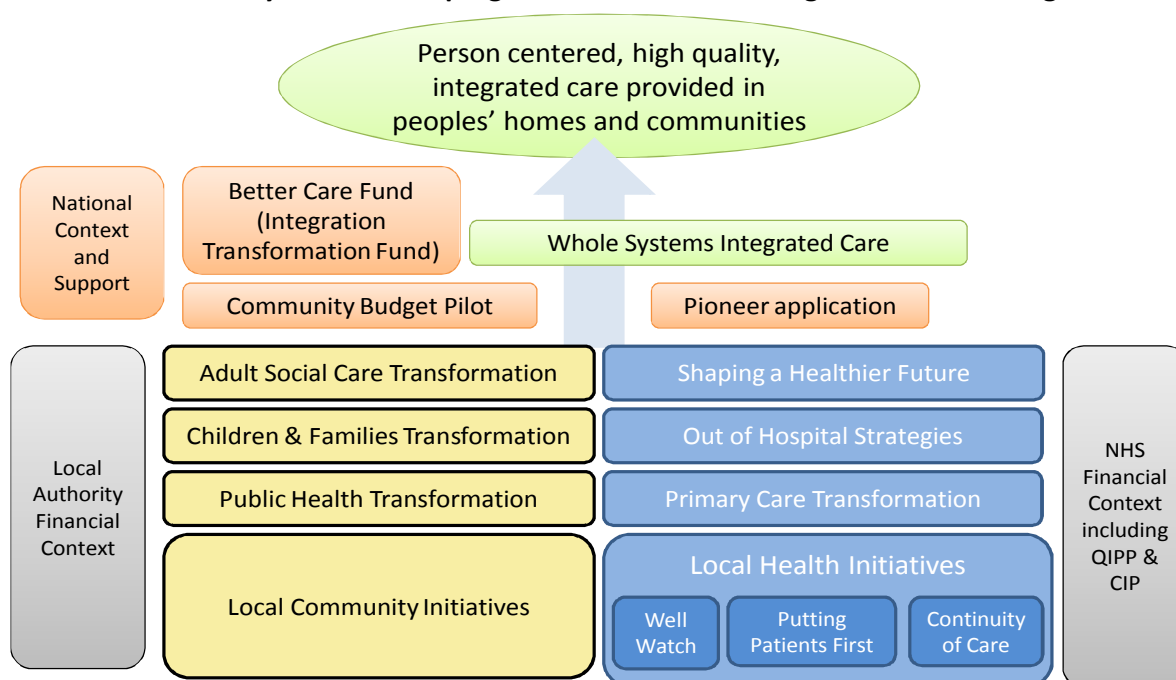 Person centered, high quality,
integrated care provided in
peoples’ homes and communities
National
Context
and
Support
Better Care Fund
(Integration
Transformation Fund)
Whole Systems Integrated Care
Community Budget Pilot
Pioneer application
Local
Authority
Financial
Context
Adult Social Care Transformation
Shaping a Healthier Future
Children & Families Transformation
Out of Hospital Strategies
Public Health Transformation
Primary Care Transformation
Local Community Initiatives
Local Health Initiatives
Well
Watch
Putting
Patients First
Continuity
of Care
NHS
Financial
Context
including
QIPP &
CIP